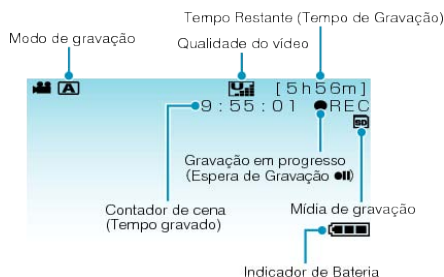 Tempo Restante (Tempo de Gravação)
Modo de gravação
Qualidade do vídeo
A
[5h56m]
9:55:01 ●REC
SD
Gravação em progresso
(Espera de Gravação ●II)
Contador de cena
(Tempo gravado)
Mídia de gravação
Indicador de Bateria